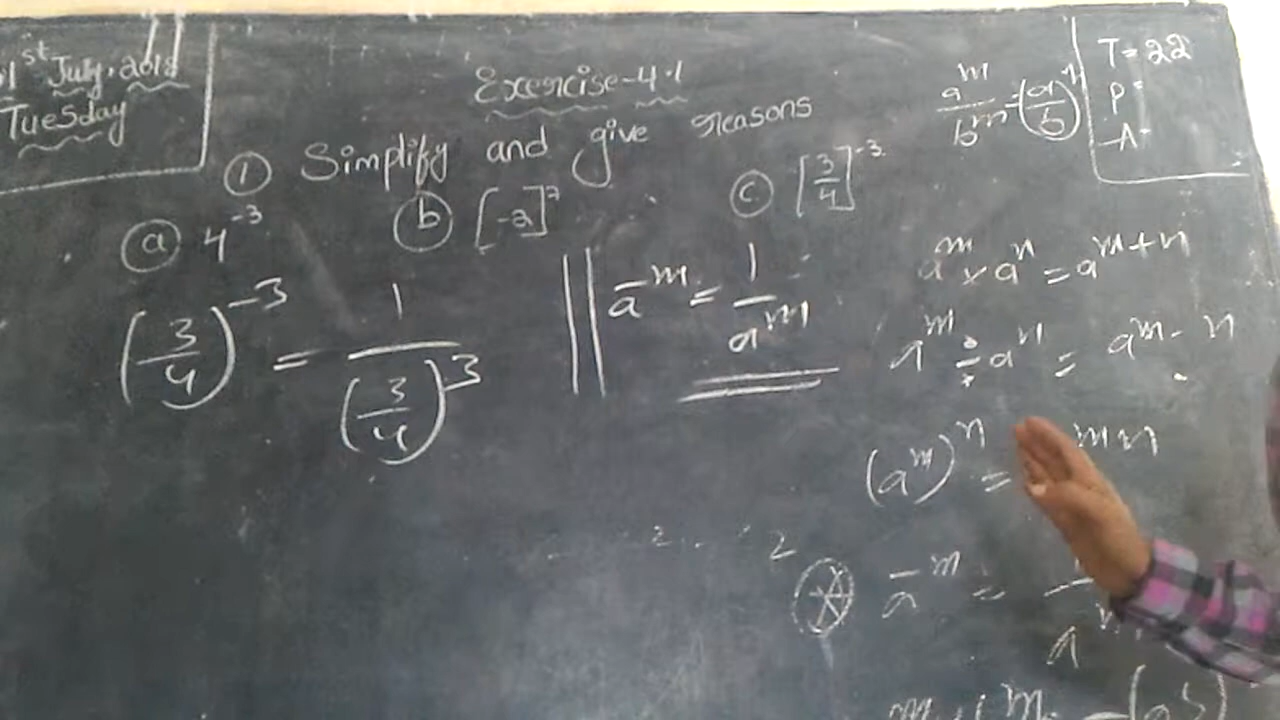 1st July, 2018
Tuesday
Exercise-4.1
① Simplify and give reasons
ⓐ 4^-3 ⓑ [-2]^7 ⓒ [3/4]^-3
(3/4)^-3 = 1/(3/4)^3
a^-m = 1/a^m
a^m/b^m = (a/b)^m
T= 22
P=
A-
a^m × a^n = a^m+n
a^m ÷ a^n = a^m-n
(a^m)^n = mn
a^-m =
a